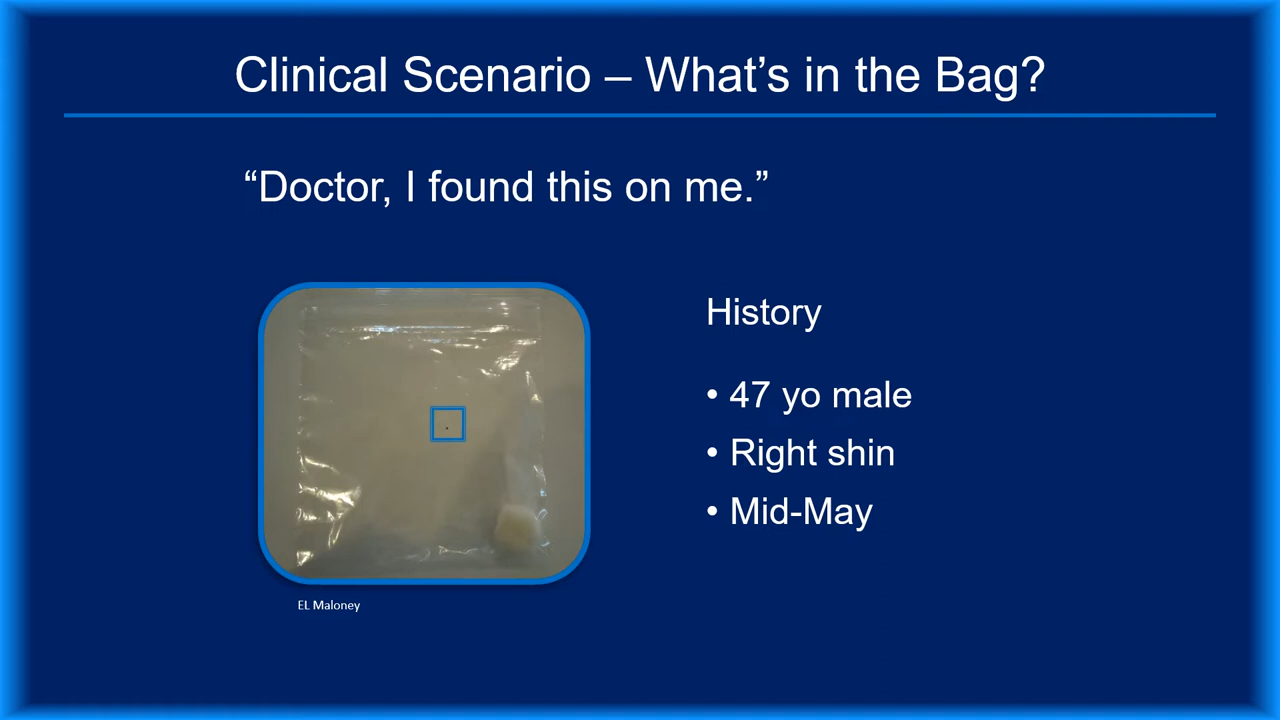 Clinical Scenario – What’s in the Bag?
“Doctor, I found this on me.”
History
• 47 yo male
• Right shin
• Mid-May
EL Maloney